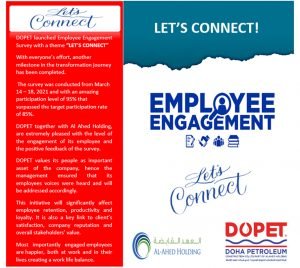 Let's
Connect
DOPET launched Employee Engagement
Survey with a theme "LET'S CONNECT"
With everyone's effort, another
milestone in the transformation journey
has been completed.
The survey was conducted from March
14 – 18, 2021 and with an amazing
participation level of 95% that
surpassed the target participation rate
of 85%.
DOPET together with Al Ahed Holding,
are extremely pleased with the level of
the engagement of its employee and
the positive feedback of the survey.
DOPET values its people as important
asset of the company, hence the
management ensured that its
employees voices were heard and will
be addressed accordingly.
This initiative will significantly affect
employee retention, productivity and
loyalty. It is also a key link to client's
satisfaction, company reputation and
overall stakeholders' value.
Most importantly engaged employees
are happier, both at work and in their
lives creating a work life balance.
LET'S CONNECT!
EMPLOYEE
ENGAGEMENT
Let's
Connect
العهد القابضة
AL-AHED HOLDING
DOPET
DOHA PETROLEUM